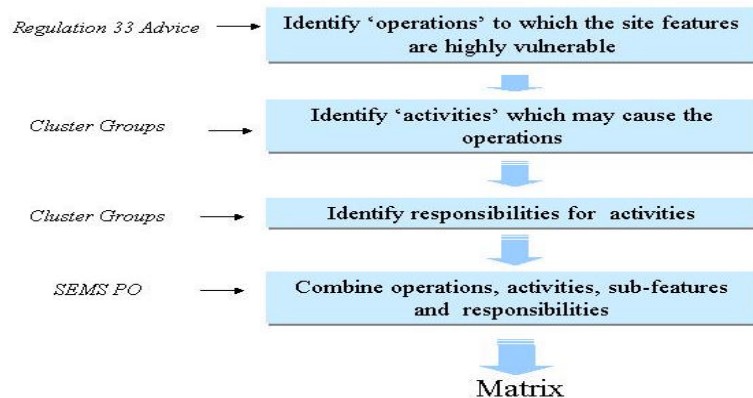 Regulation 33 Advice
Identify ‘operations’ to which the site features
are highly vulnerable
Cluster Groups
Identify ‘activities’ which may cause the
operations
Cluster Groups
Identify responsibilities for activities
SEMS PO
Combine operations, activities, sub-features
and responsibilities
Matrix